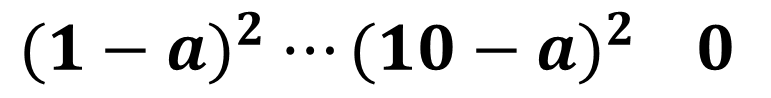 (1 − a)² ⋯ (10 − a)² 0